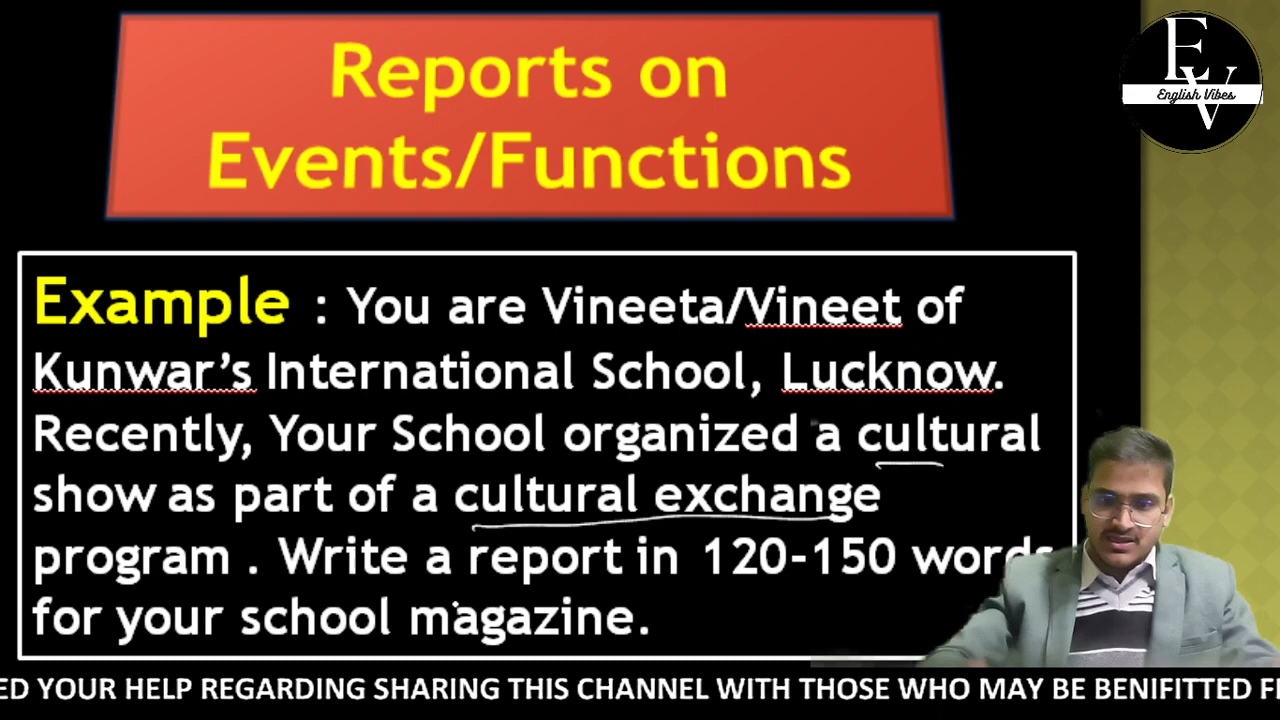 Reports on
Events/Functions
E
V
English Vibes
Example : You are Vineeta/Vineet of
Kunwar's International School, Lucknow.
Recently, Your School organized a cultural
show as part of a cultural exchange
program . Write a report in 120-150 words
for your school magazine.
ED YOUR HELP REGARDING SHARING THIS CHANNEL WITH THOSE WHO MAY BE BENIFITTED